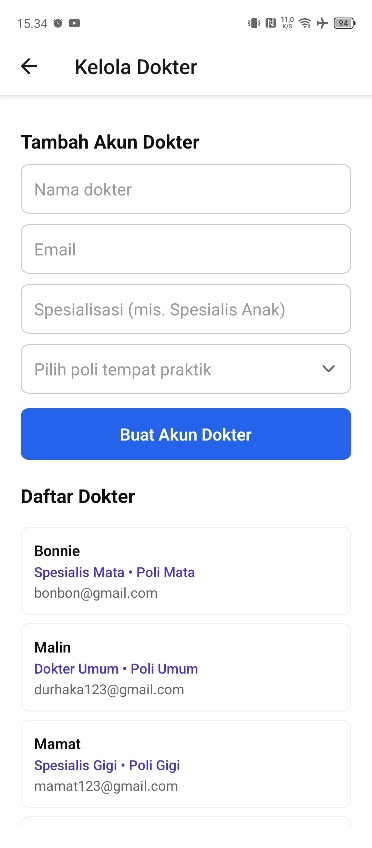 15.34
11.0
K/S
94
Kelola Dokter
Tambah Akun Dokter
Nama dokter
Email
Spesialisasi (mis. Spesialis Anak)
Pilih poli tempat praktik
Buat Akun Dokter
Daftar Dokter
Bonnie
Spesialis Mata • Poli Mata
bonbon@gmail.com
Malin
Dokter Umum • Poli Umum
durhaka123@gmail.com
Mamat
Spesialis Gigi • Poli Gigi
mamat123@gmail.com